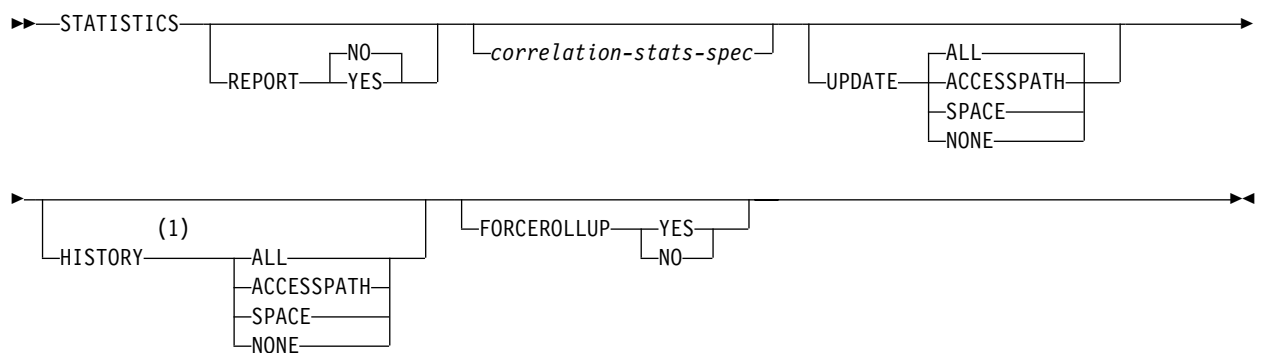 STATISTICS
REPORT
NO
YES
correlation-stats-spec
UPDATE
ALL
ACCESSPATH
SPACE
NONE
(1)
HISTORY
ALL
ACCESSPATH
SPACE
NONE
FORCEROLLUP
YES
NO